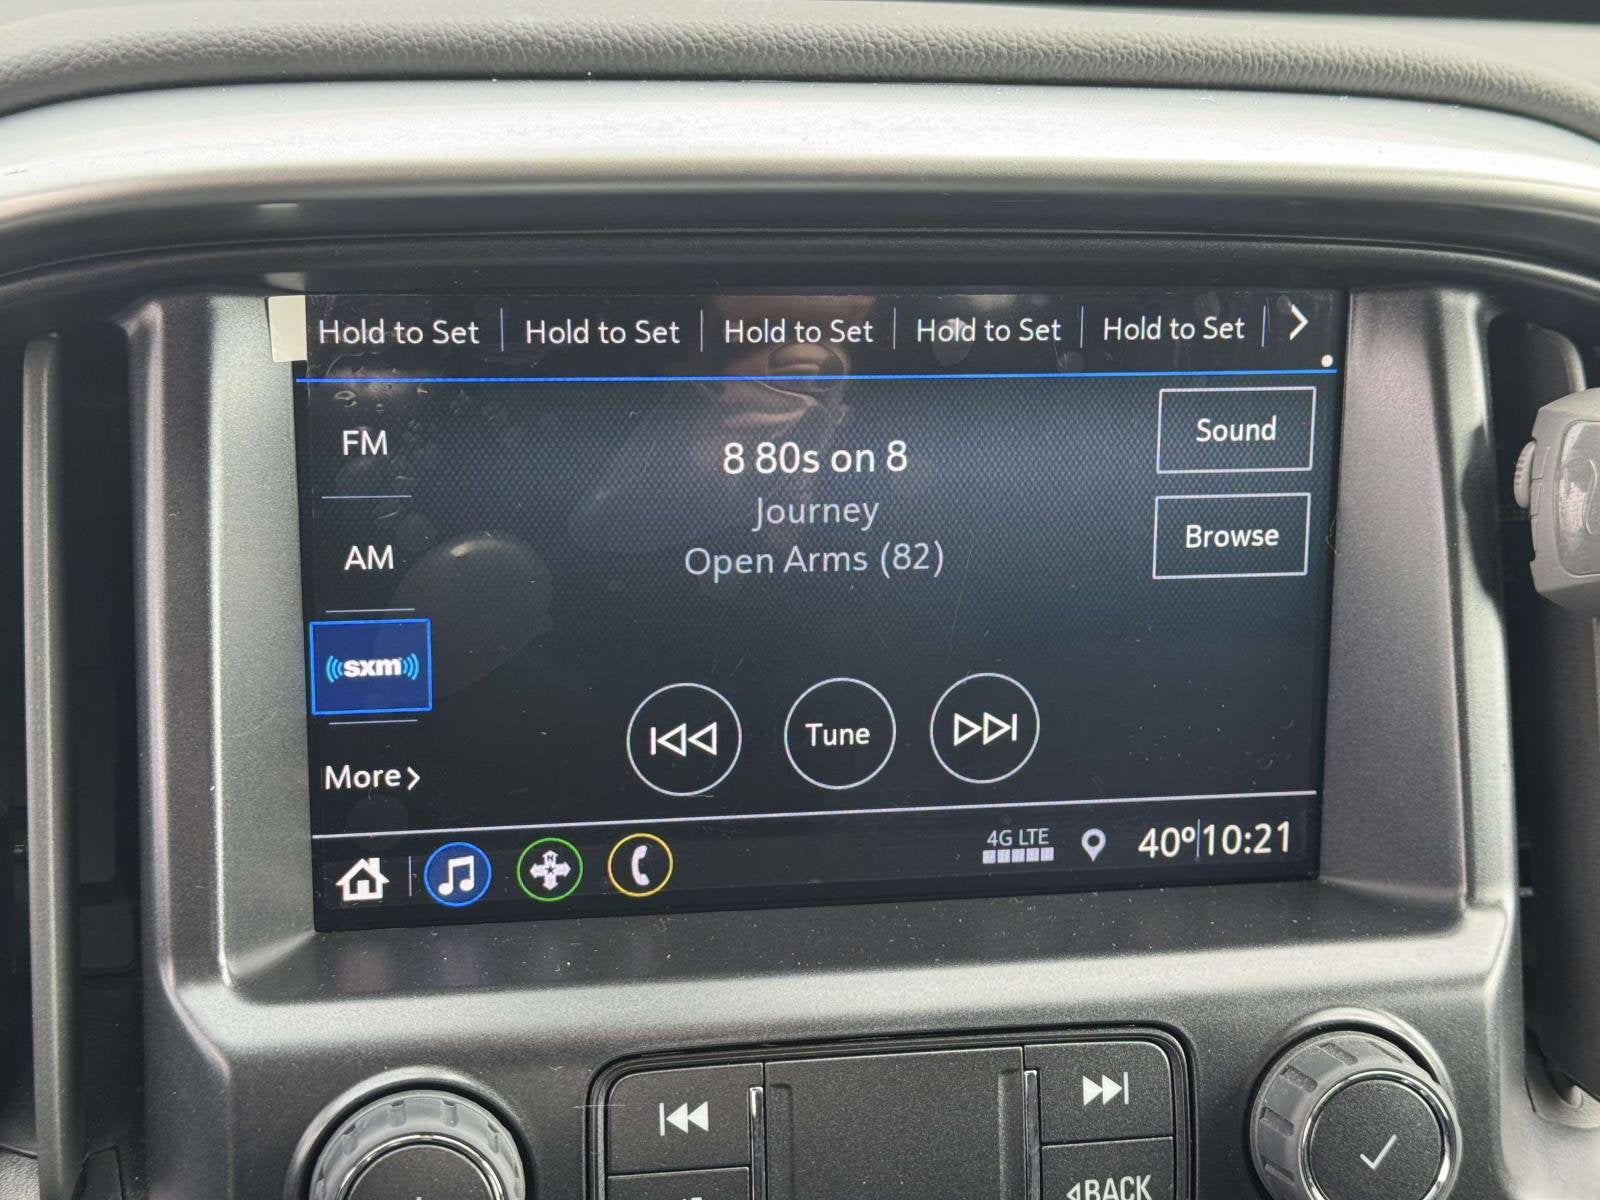 Hold to Set Hold to Set Hold to Set Hold to Set Hold to Set
FM
AM
sxm
More
8 80s on 8
Journey
Open Arms (82)
Sound
Browse
Tune
4G LTE
40° 10:21
BACK